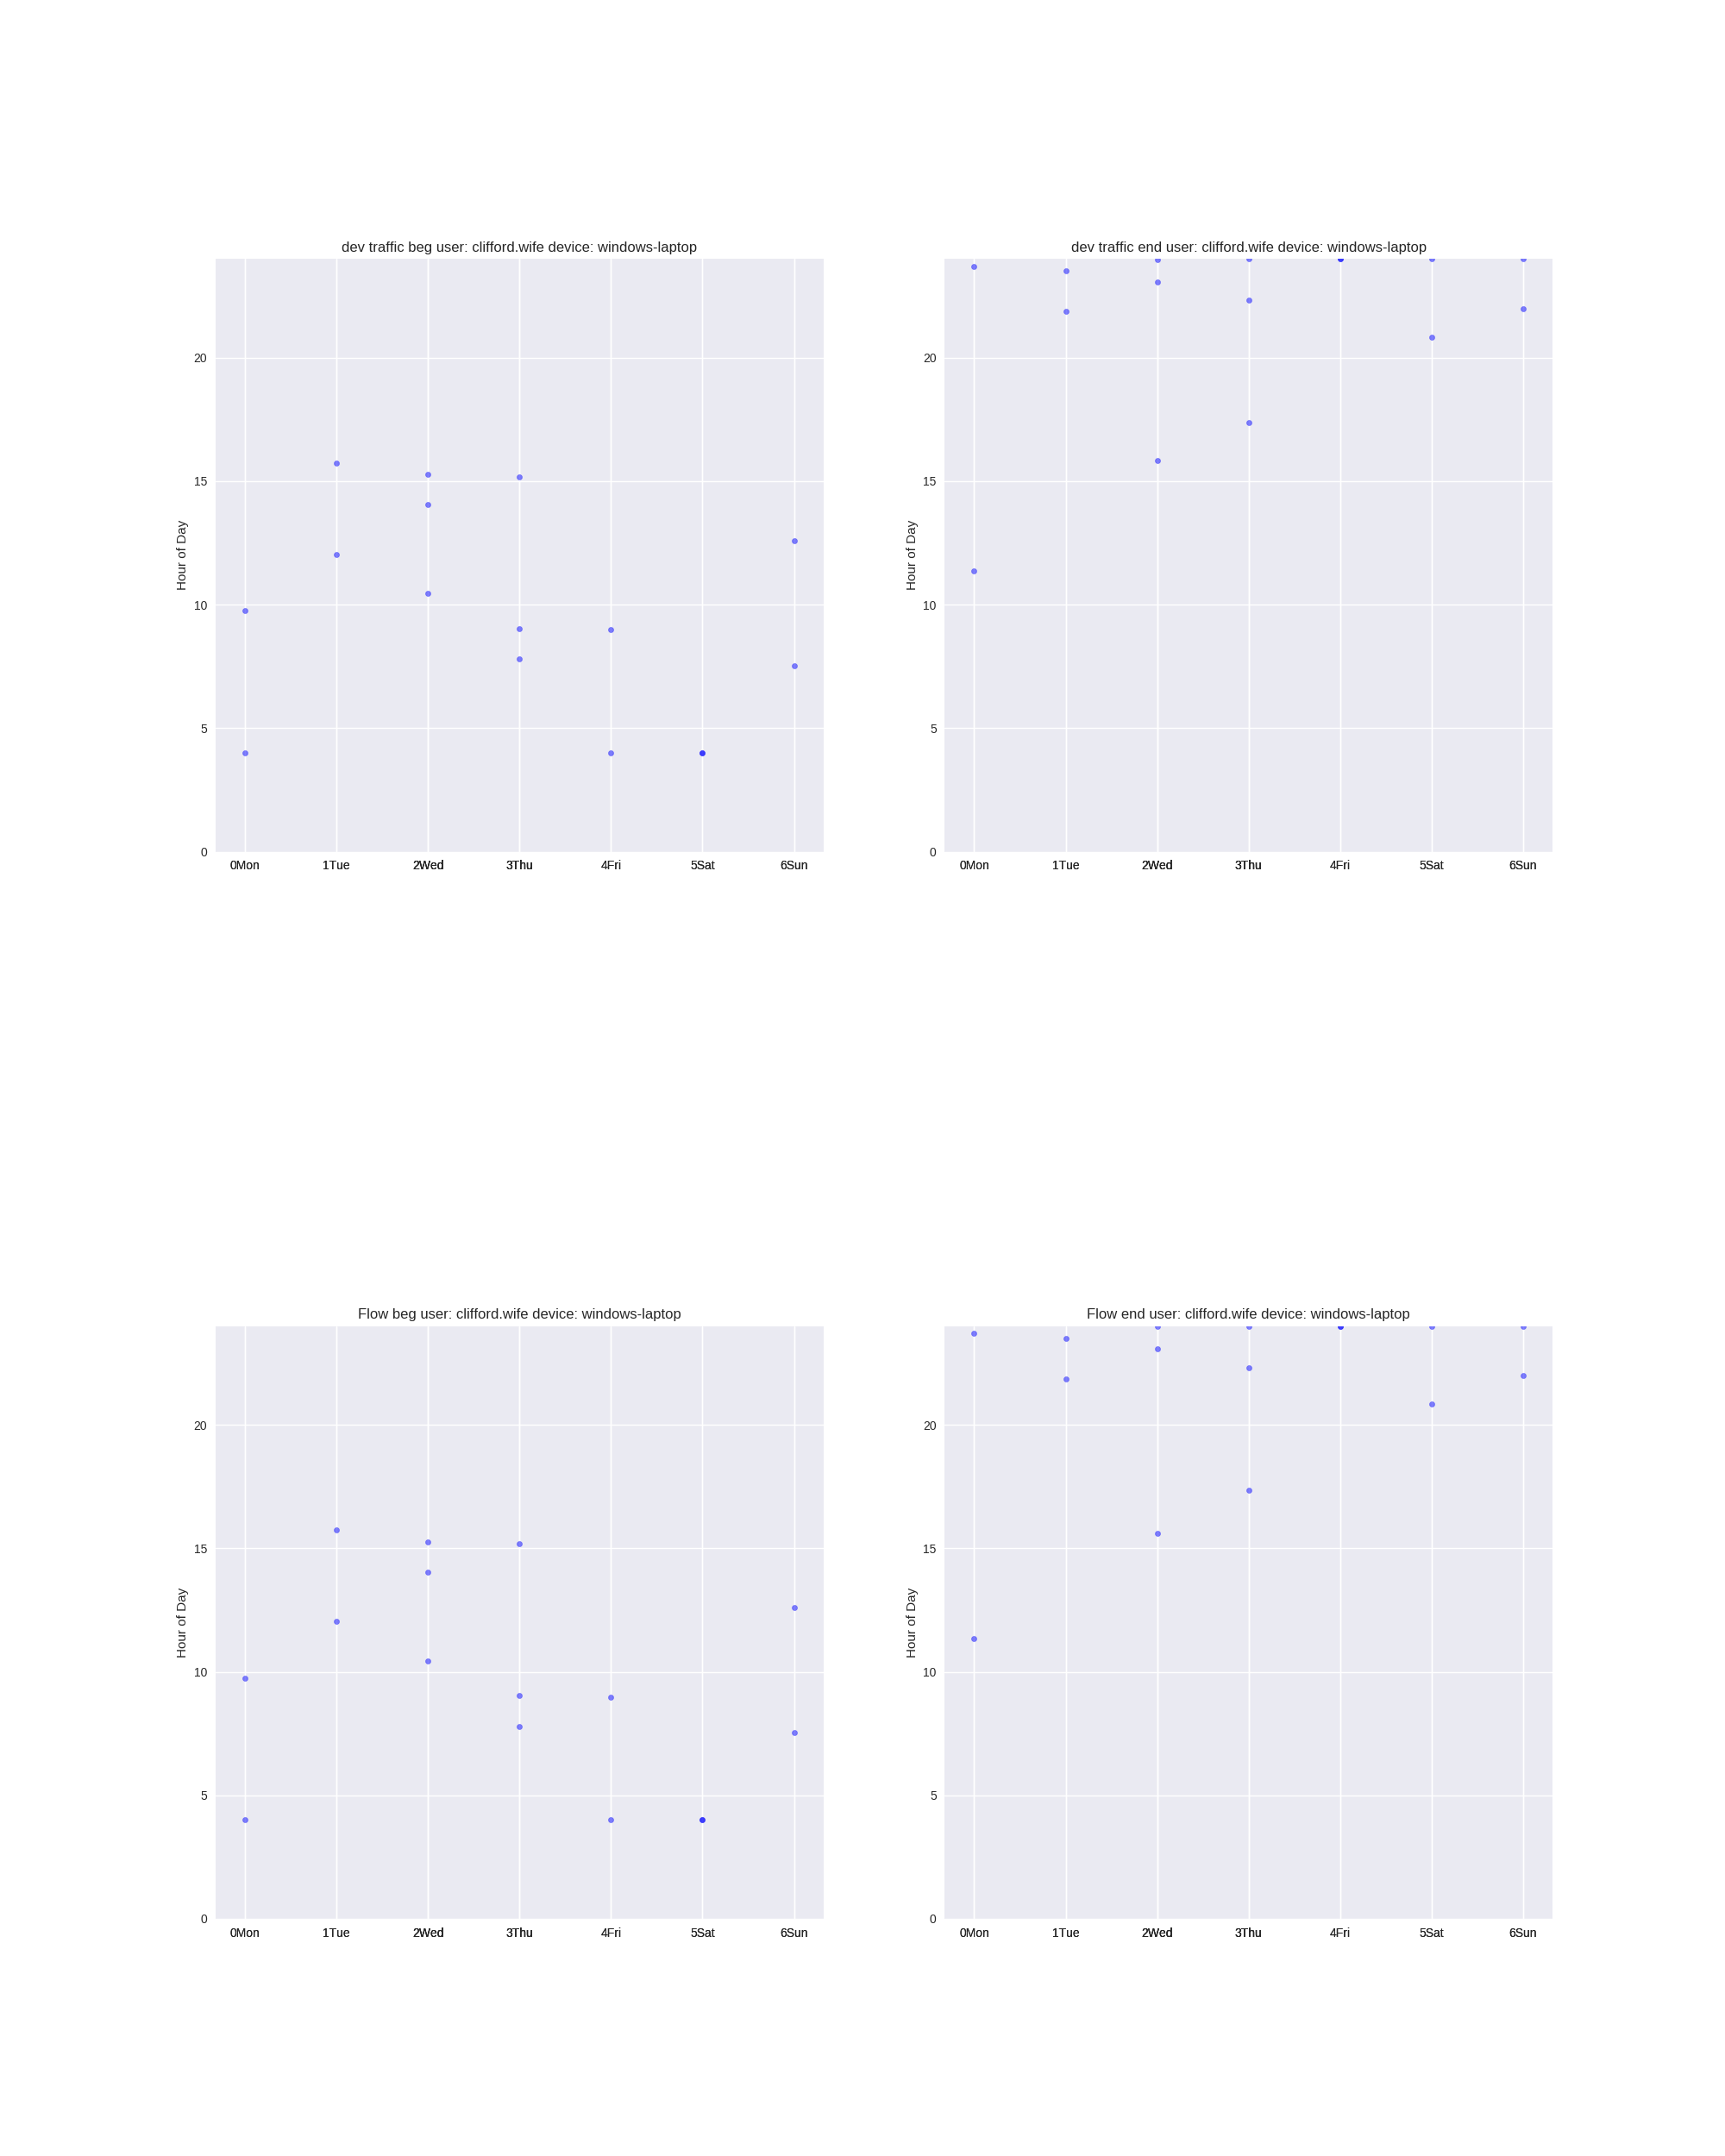 dev traffic beg user: clifford.wife device: windows-laptop
Hour of Day
20
15
10
5
0
0Mon 1Tue 2Wed 3Thu 4Fri 5Sat 6Sun
dev traffic end user: clifford.wife device: windows-laptop
Hour of Day
20
15
10
5
0
0Mon 1Tue 2Wed 3Thu 4Fri 5Sat 6Sun
Flow beg user: clifford.wife device: windows-laptop
Hour of Day
20
15
10
5
0
0Mon 1Tue 2Wed 3Thu 4Fri 5Sat 6Sun
Flow end user: clifford.wife device: windows-laptop
Hour of Day
20
15
10
5
0
0Mon 1Tue 2Wed 3Thu 4Fri 5Sat 6Sun